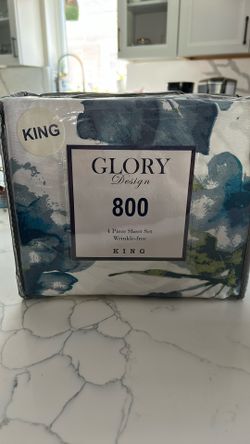 KING
GLORY
Design
800
4 Piece Sheet Set
Wrinkle-free
KING